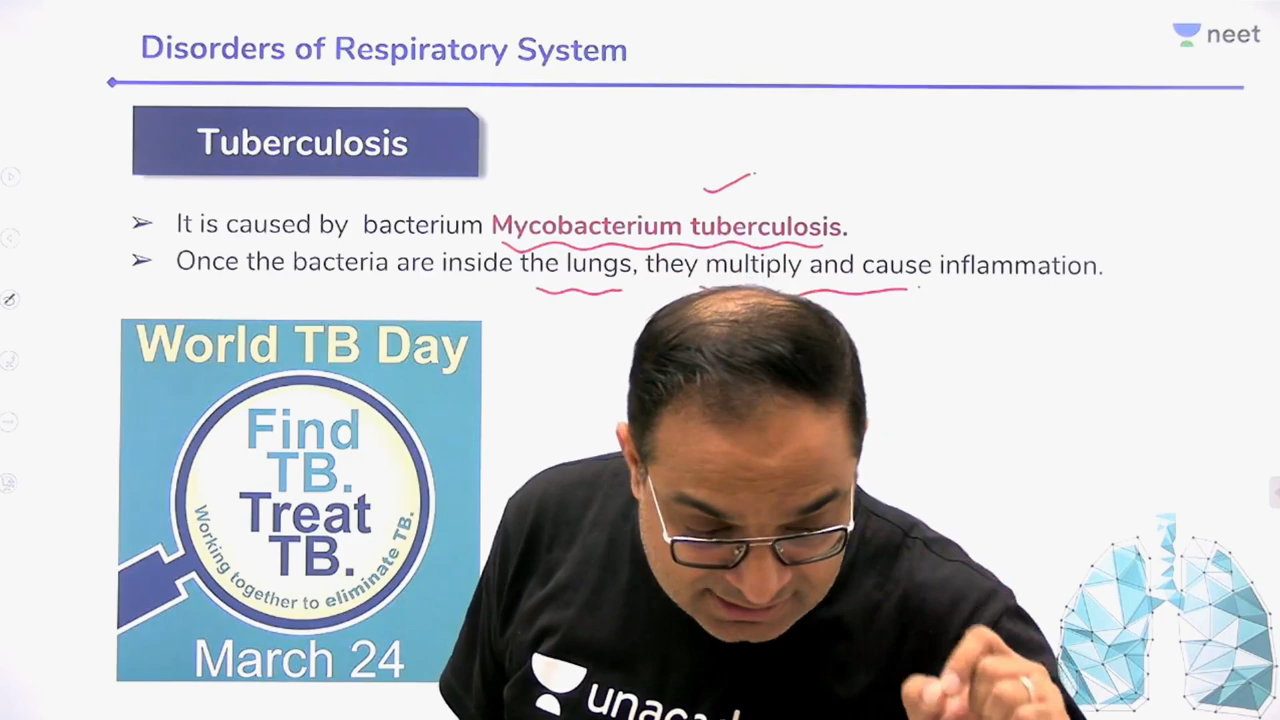 Disorders of Respiratory System
neet
Tuberculosis
It is caused by bacterium Mycobacterium tuberculosis.
Once the bacteria are inside the lungs, they multiply and cause inflammation.
World TB Day
Find
TB.
Treat
TB.
Working together to eliminate TB.
March 24